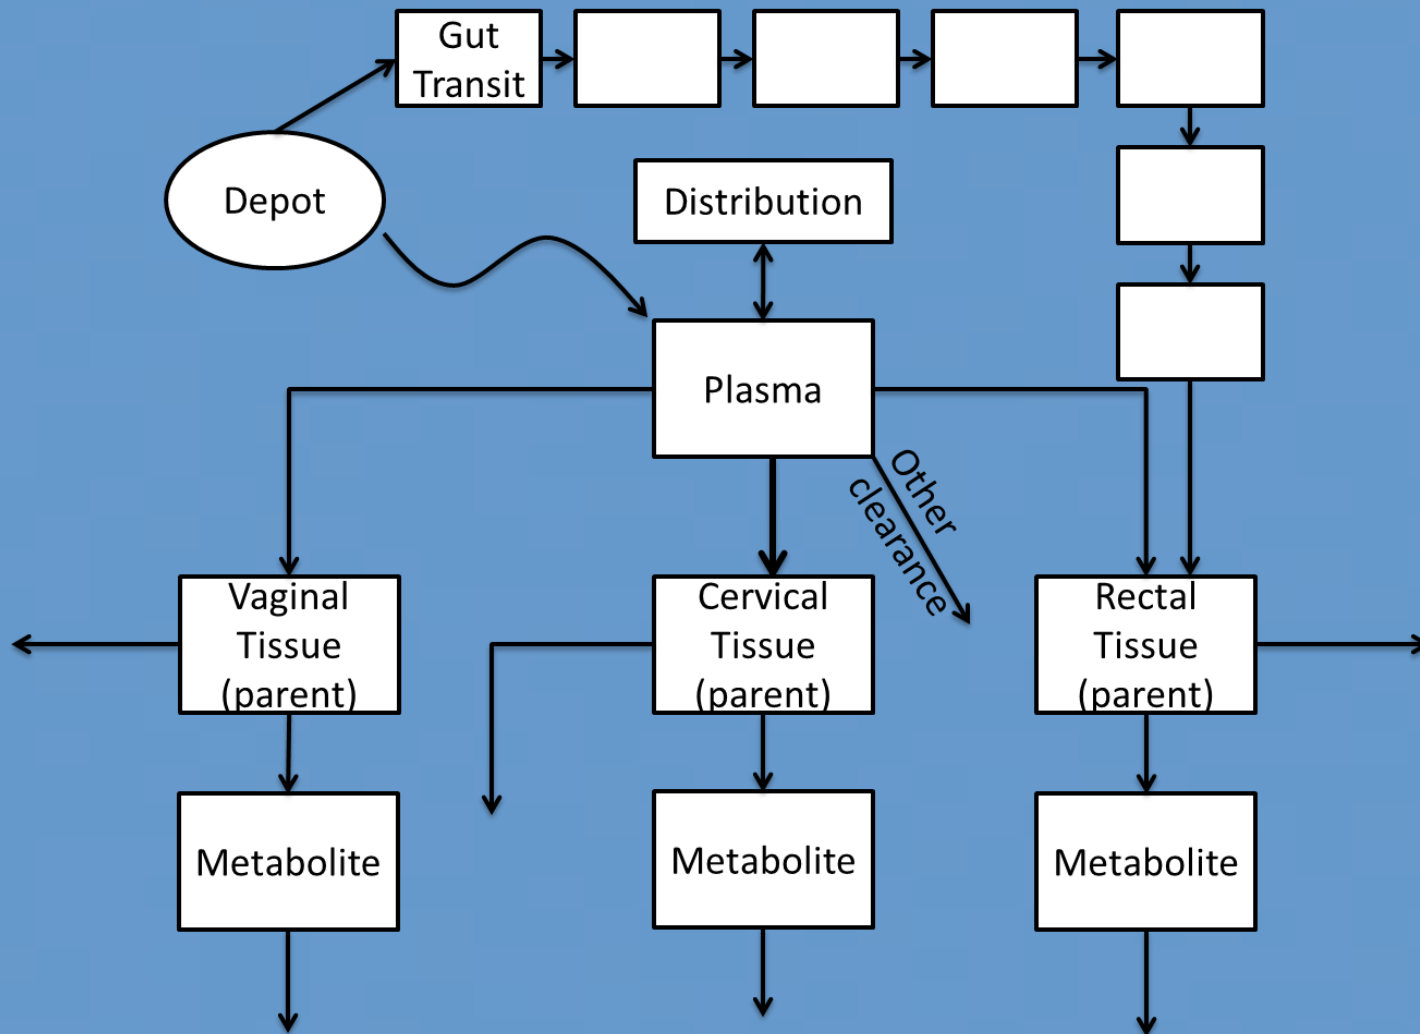 Gut
Transit
Depot
Distribution
Plasma
Other
clearance
Vaginal
Tissue
(parent)
Cervical
Tissue
(parent)
Rectal
Tissue
(parent)
Metabolite
Metabolite
Metabolite